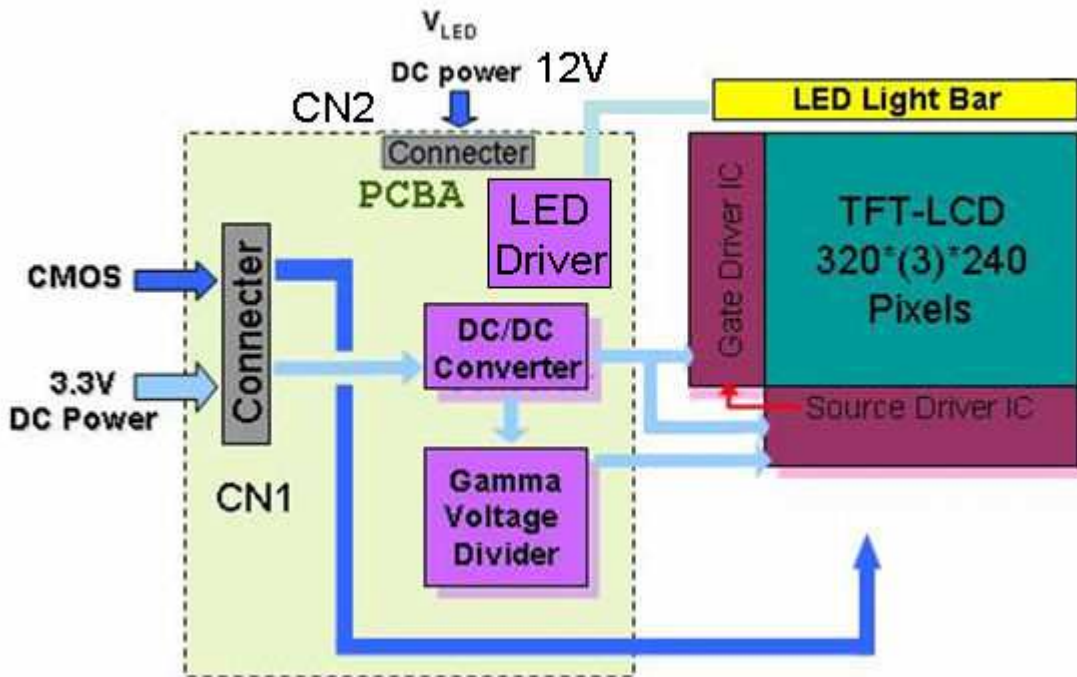 V_LED
DC power 12V
CN2
Connecter
PCBA
LED Light Bar
LED
Driver
Gate Driver IC
TFT-LCD
320*(3)*240
Pixels
CMOS
Connecter
3.3V
DC Power
DC/DC
Converter
Source Driver IC
CN1
Gamma
Voltage
Divider